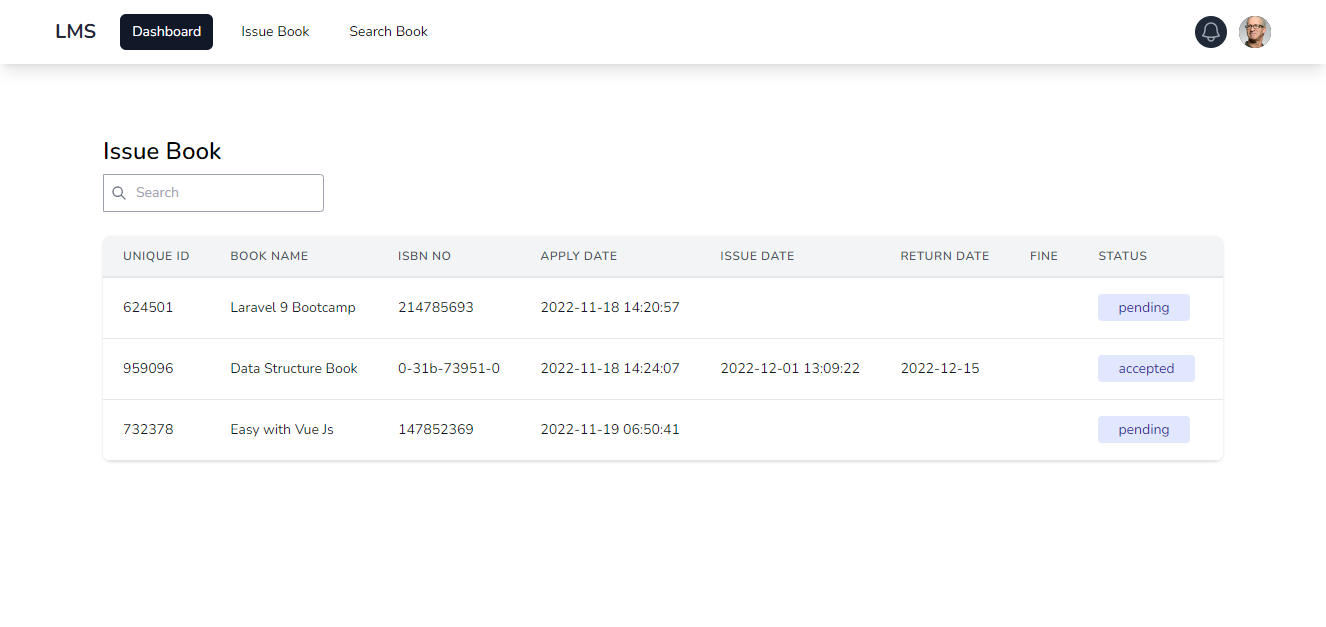 LMS Dashboard Issue Book Search Book
Issue Book
Search
UNIQUE ID BOOK NAME ISBN NO APPLY DATE ISSUE DATE RETURN DATE FINE STATUS
624501 Laravel 9 Bootcamp 214785693 2022-11-18 14:20:57 pending
959096 Data Structure Book 0-31b-73951-0 2022-11-18 14:24:07 2022-12-01 13:09:22 2022-12-15 accepted
732378 Easy with Vue Js 147852369 2022-11-19 06:50:41 pending